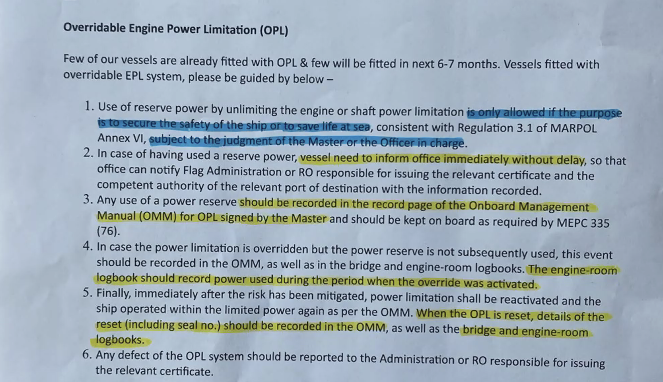 Overridable Engine Power Limitation (OPL)
Few of our vessels are already fitted with OPL & few will be fitted in next 6-7 months. Vessels fitted with
overridable EPL system, please be guided by below –
1. Use of reserve power by unlimiting the engine or shaft power limitation is only allowed if the purpose
is to secure the safety of the ship or to save life at sea, consistent with Regulation 3.1 of MARPOL
Annex VI, subject to the judgment of the Master or the Officer in charge.
2. In case of having used a reserve power, vessel need to inform office immediately without delay, so that
office can notify Flag Administration or RO responsible for issuing the relevant certificate and the
competent authority of the relevant port of destination with the information recorded.
3. Any use of a power reserve should be recorded in the record page of the Onboard Management
Manual (OMM) for OPL signed by the Master and should be kept on board as required by MEPC 335
(76).
4. In case the power limitation is overridden but the power reserve is not subsequently used, this event
should be recorded in the OMM, as well as in the bridge and engine-room logbooks. The engine-room
logbook should record power used during the period when the override was activated.
5. Finally, immediately after the risk has been mitigated, power limitation shall be reactivated and the
ship operated within the limited power again as per the OMM. When the OPL is reset, details of the
reset (including seal no.) should be recorded in the OMM, as well as the bridge and engine-room
logbooks.
6. Any defect of the OPL system should be reported to the Administration or RO responsible for issuing
the relevant certificate.